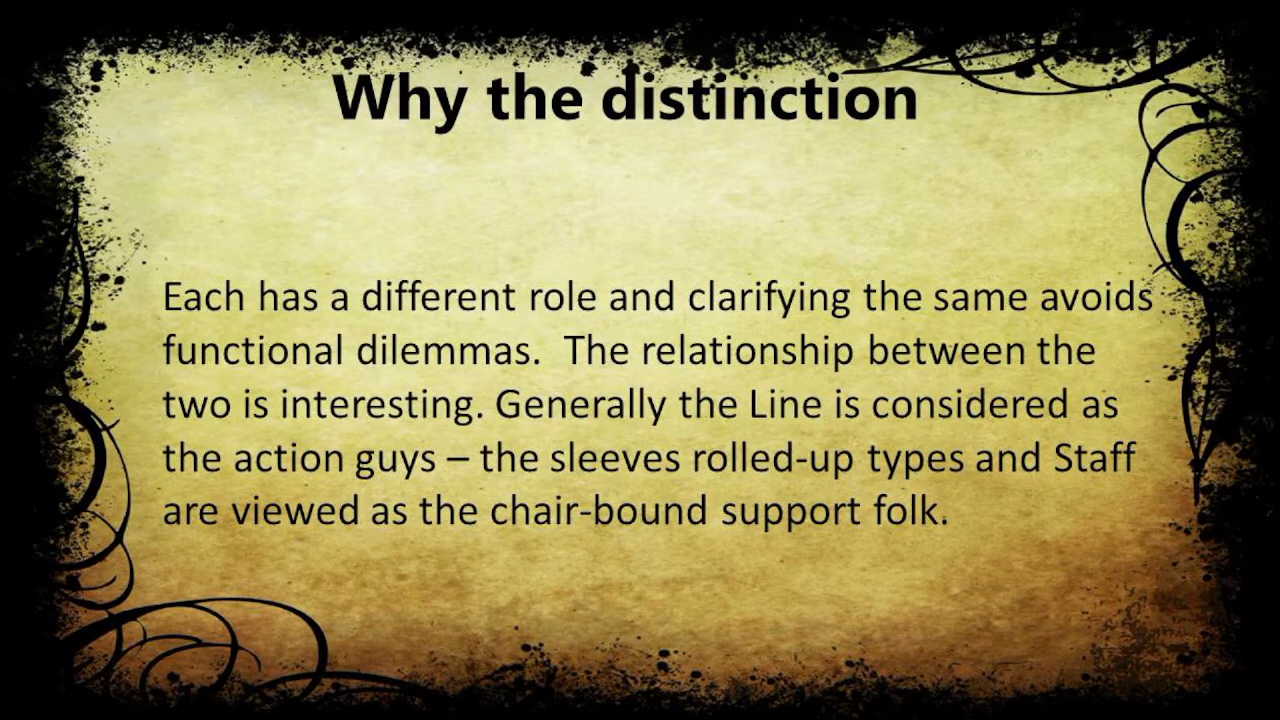 Why the distinction
Each has a different role and clarifying the same avoids
functional dilemmas.  The relationship between the
two is interesting. Generally the Line is considered as
the action guys – the sleeves rolled-up types and Staff
are viewed as the chair-bound support folk.